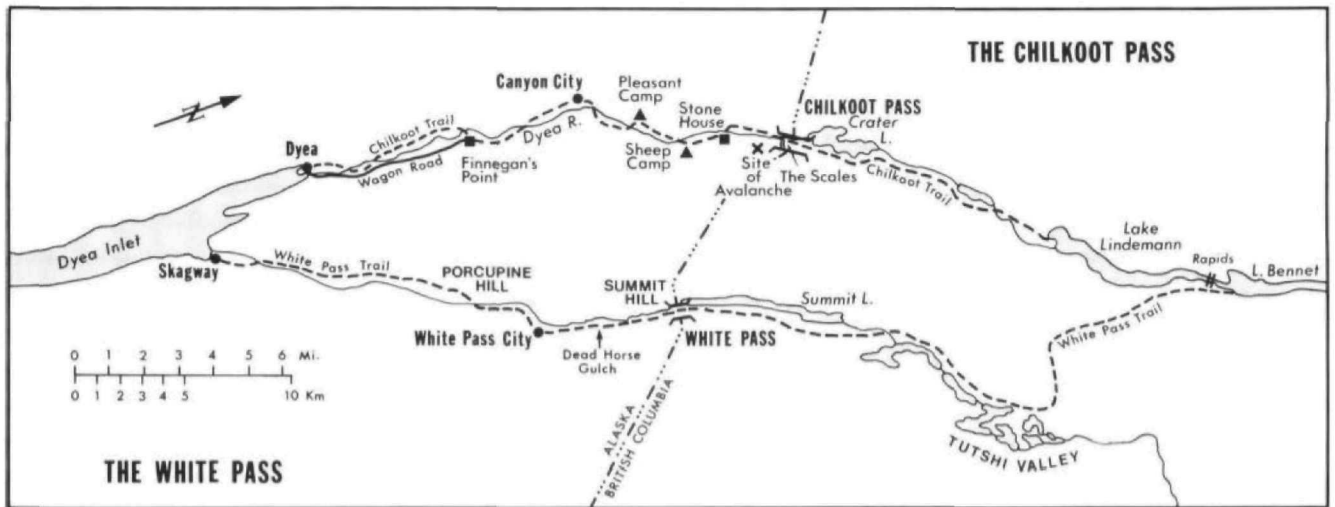 THE CHILKOOT PASS
N
Canyon City
Pleasant
Camp
Stone
House
CHILKOOT PASS
Crater
L.
Chilkoot Trail
Dyea R.
Dyea
Wagon Road
Finnegan's
Point
Sheep
Camp
Site
of
Avalanche
The Scales
Chilkoot
Trail
Lake
Lindemann
Rapids
L. Bennet
Dyea Inlet
Skagway
White Pass Trail
PORCUPINE
HILL
SUMMIT
HILL
Summit L.
White Pass Trail
White Pass City
Dead Horse
Gulch
WHITE PASS
0 1 2 3 4 5 6 Mi.
0 1 2 3 4 5 10 Km
ALASKA
BRITISH COLUMBIA
TUTSHI VALLEY
THE WHITE PASS